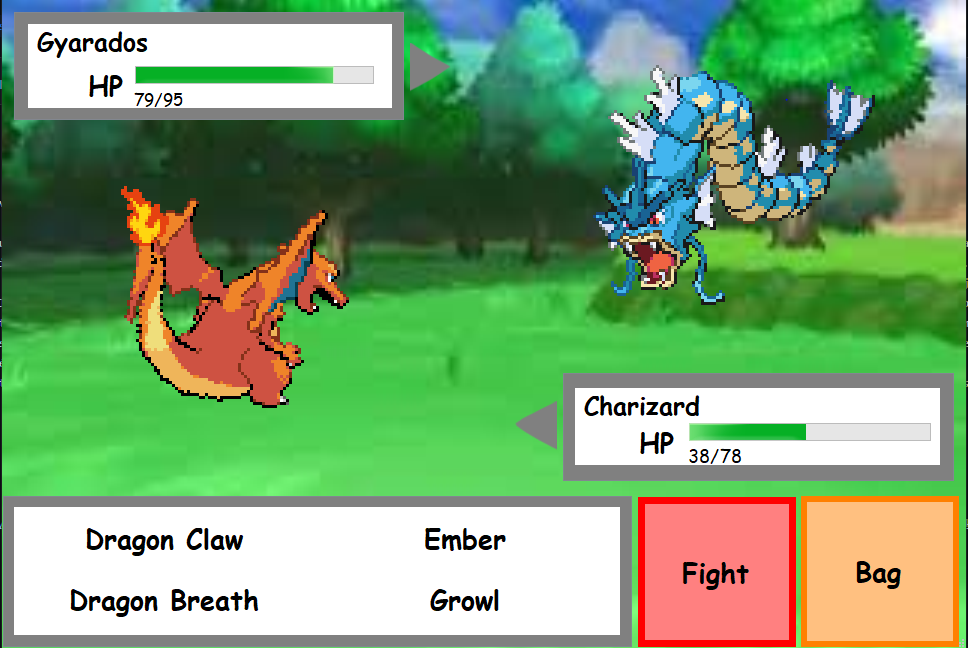 Gyarados
HP
79/95
Charizard
HP
38/78
Dragon Claw
Ember
Dragon Breath
Growl
Fight
Bag